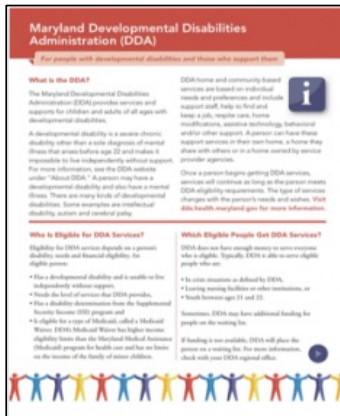 Maryland Developmental Disabilities
Administration (DDA)
For people with developmental disabilities and those who support them
What is the DDA?
The Maryland Developmental Disabilities
Administration (DDA) provides services and
supports for children and adults of all ages with
developmental disabilities.
A developmental disability is a severe chronic
disability other than a sole diagnosis of mental
illness that arises before age 22 and makes it
impossible to live independently without support.
For more information, see the DDA website
under "About DDA." A person may have a
developmental disability and also have a mental
illness. There are many kinds of developmental
disabilities. Some examples are intellectual
disability, autism and cerebral palsy.
DDA home and community-based
services are based on individual
needs and preferences and include
support staff, help to find and
keep a job, respite care, home
modifications, assistive technology, behavioral
and/or other support. A person can have these
support services in their own home, a home they
share with others or in a home owned by service
provider agencies.
i
Once a person begins getting DDA services,
services will continue as long as the person meets
DDA eligibility requirements. The type of services
changes with the person's needs and wishes. Visit
dda.health.maryland.gov for more information.
Who Is Eligible for DDA Services?
Eligibility for DDA services depends on a person's
disability, needs and financial eligibility. An
eligible person:
• Has a developmental disability and is unable to live
independently without support,
• Needs the level of services that DDA provides,
• Has a disability determination from the Supplemental
Security Income (SSI) program and
• Is eligible for a type of Medicaid, called a Medicaid
Waiver. DDA's Medicaid Waiver has higher income
eligibility limits than the Maryland Medical Assistance
(Medicaid) program for health care and has no limits
on the income of the family of minor children.
Which Eligible People Get DDA Services?
DDA does not have enough money to serve everyone
who is eligible. Typically, DDA is able to serve eligible
people who are:
• In crisis situations as defined by DDA,
• Leaving nursing facilities or other institutions, or
• Youth between ages 21 and 22.
Sometimes, DDA may have additional funding for
people on the waiting list.
If funding is not available, DDA will place the
person on a waiting list. For more information,
check with your DDA regional office.